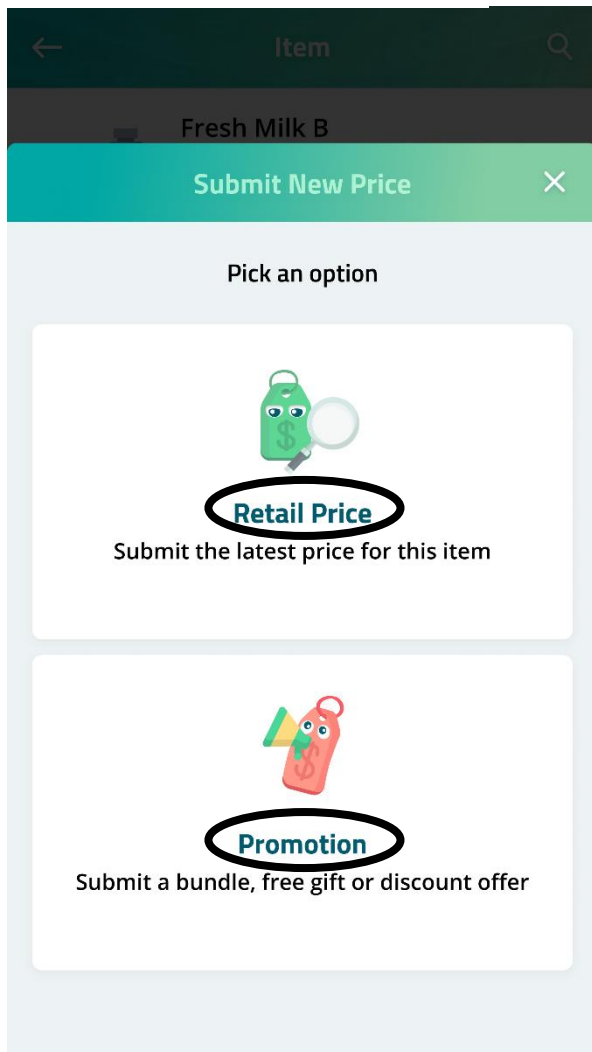 Item
Fresh Milk B
Submit New Price
Pick an option
$
Retail Price
Submit the latest price for this item
$
Promotion
Submit a bundle, free gift or discount offer